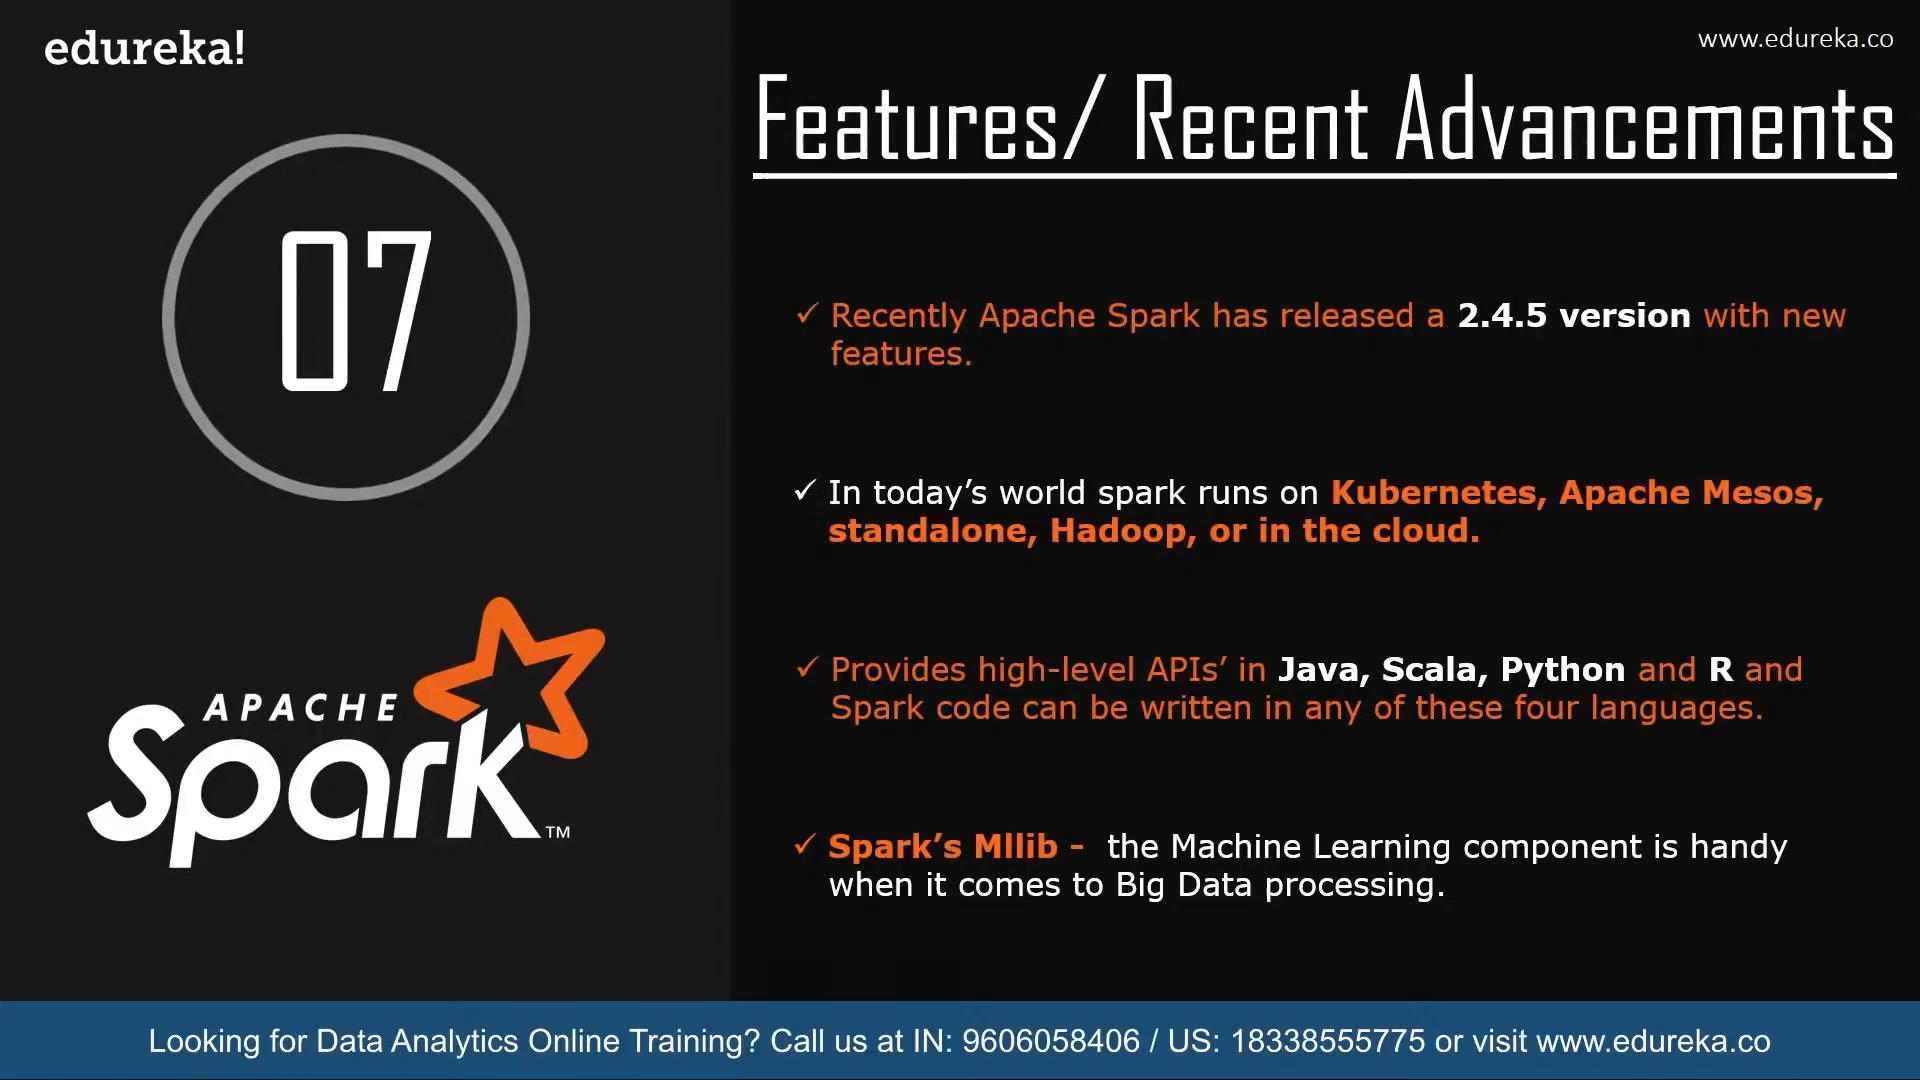 edureka!
www.edureka.co
Features/ Recent Advancements
07
✓ Recently Apache Spark has released a 2.4.5 version with new
features.
✓ In today’s world spark runs on Kubernetes, Apache Mesos,
standalone, Hadoop, or in the cloud.
✓ Provides high-level APIs’ in Java, Scala, Python and R and
Spark code can be written in any of these four languages.
✓ Spark’s Mllib - the Machine Learning component is handy
when it comes to Big Data processing.
APACHE
Spark™
Looking for Data Analytics Online Training? Call us at IN: 9606058406 / US: 18338555775 or visit www.edureka.co